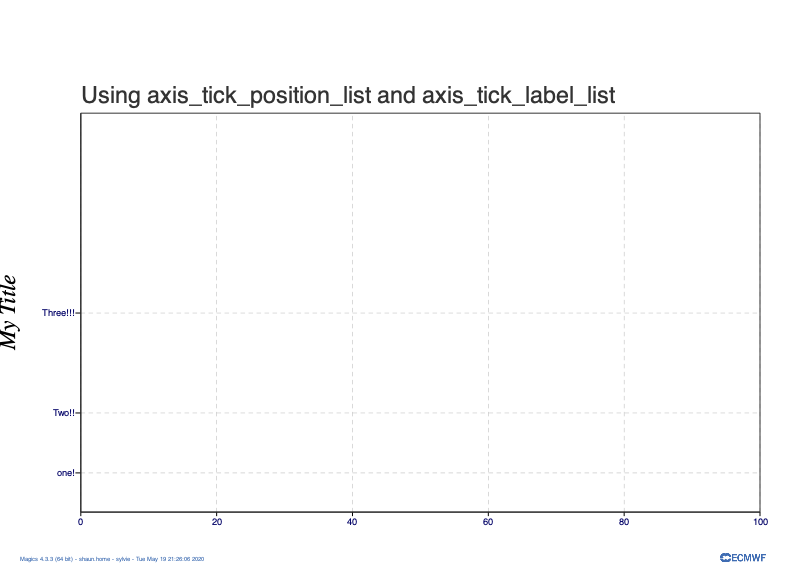 Using axis_tick_position_list and axis_tick_label_list
My Title
Three!!!
Two!!
one!
0 20 40 60 80 100
Magics 4.3.3 (64 bit) - shaun.home - sylvie - Tue May 19 21:28:06 2020
ECMWF